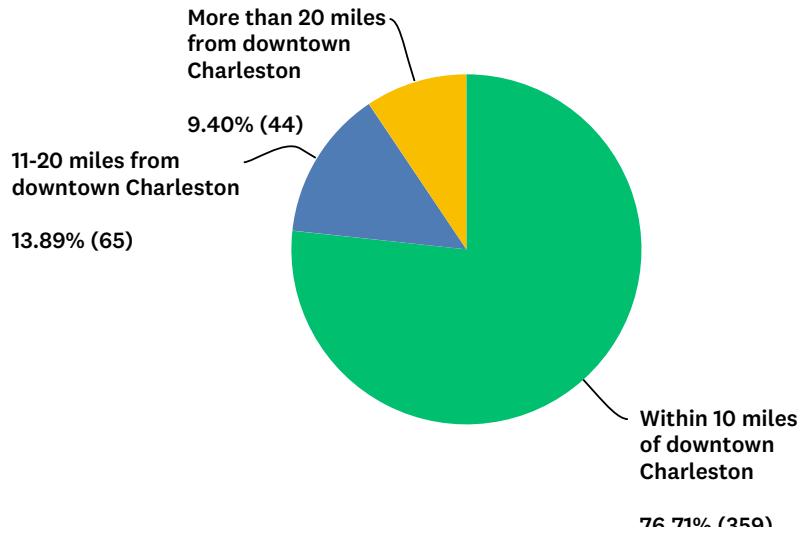 More than 20 miles
from downtown
Charleston
9.40% (44)
11-20 miles from
downtown Charleston
13.89% (65)
Within 10 miles
of downtown
Charleston
76.71% (359)